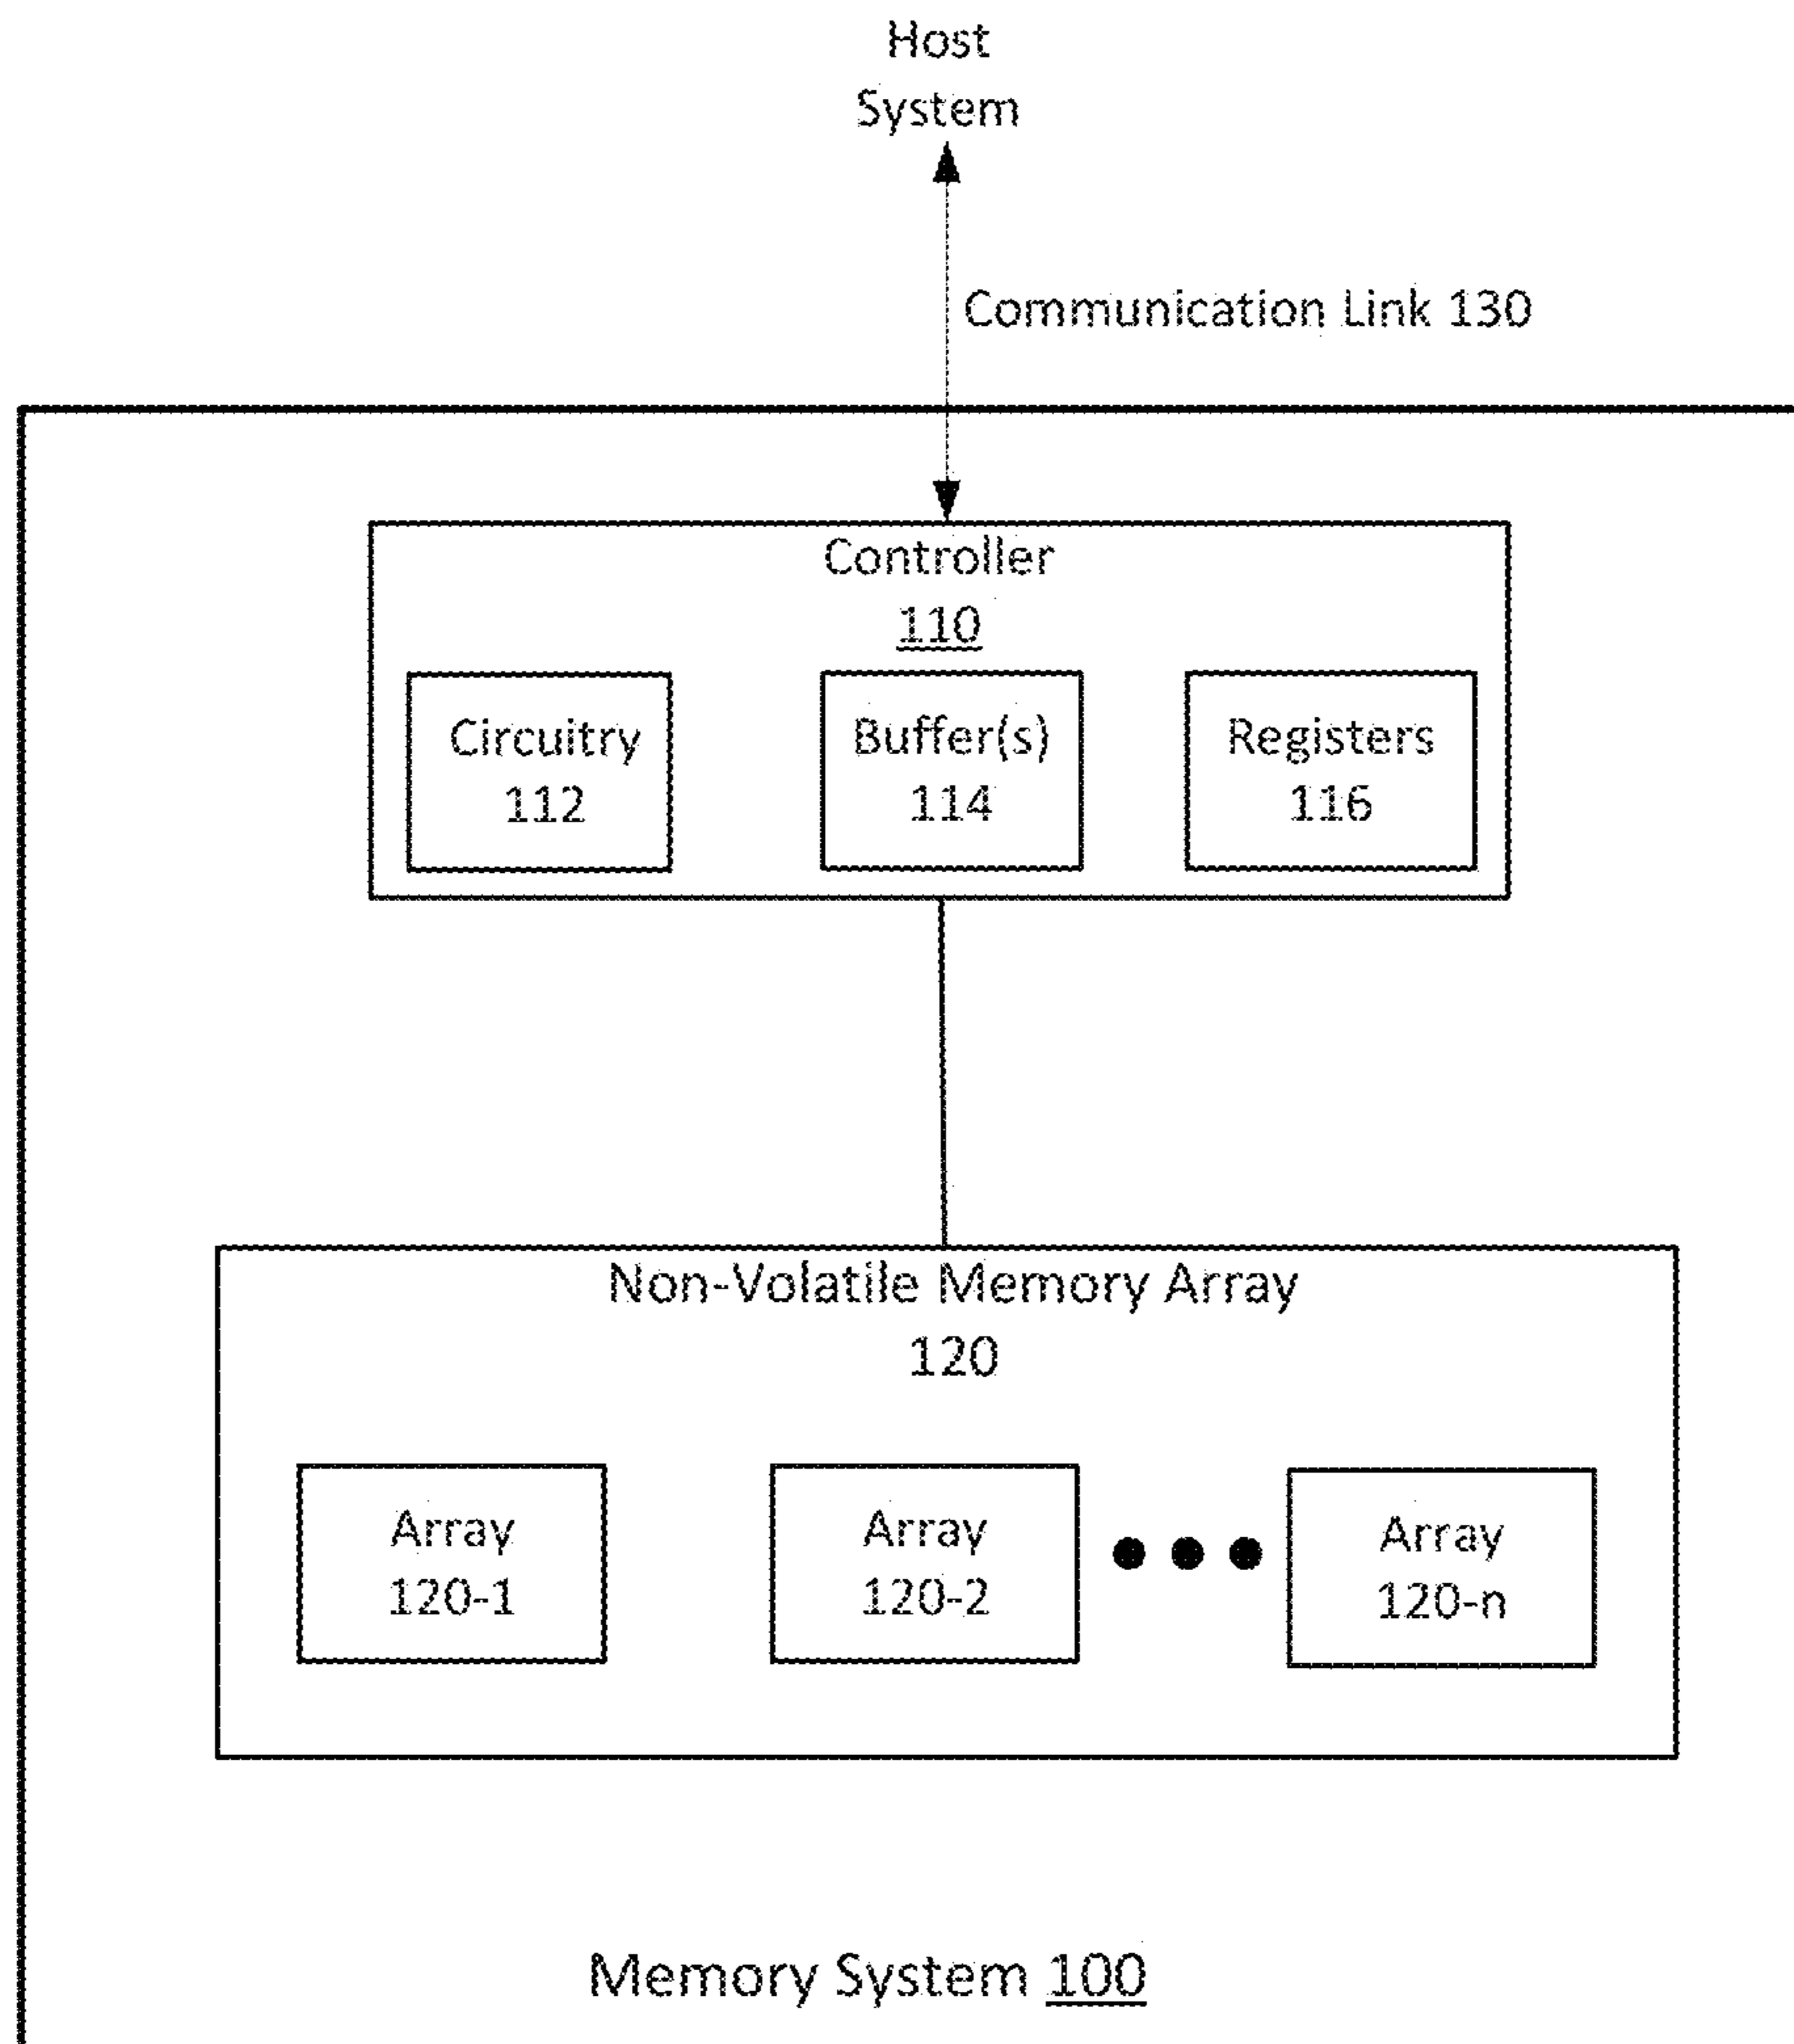 Host
System
Communication Link 130
Controller
110
Circuitry
112
Buffer(s)
114
Registers
116
Non-Volatile Memory Array
120
Array
120-1
Array
120-2
Array
120-n
Memory System 100